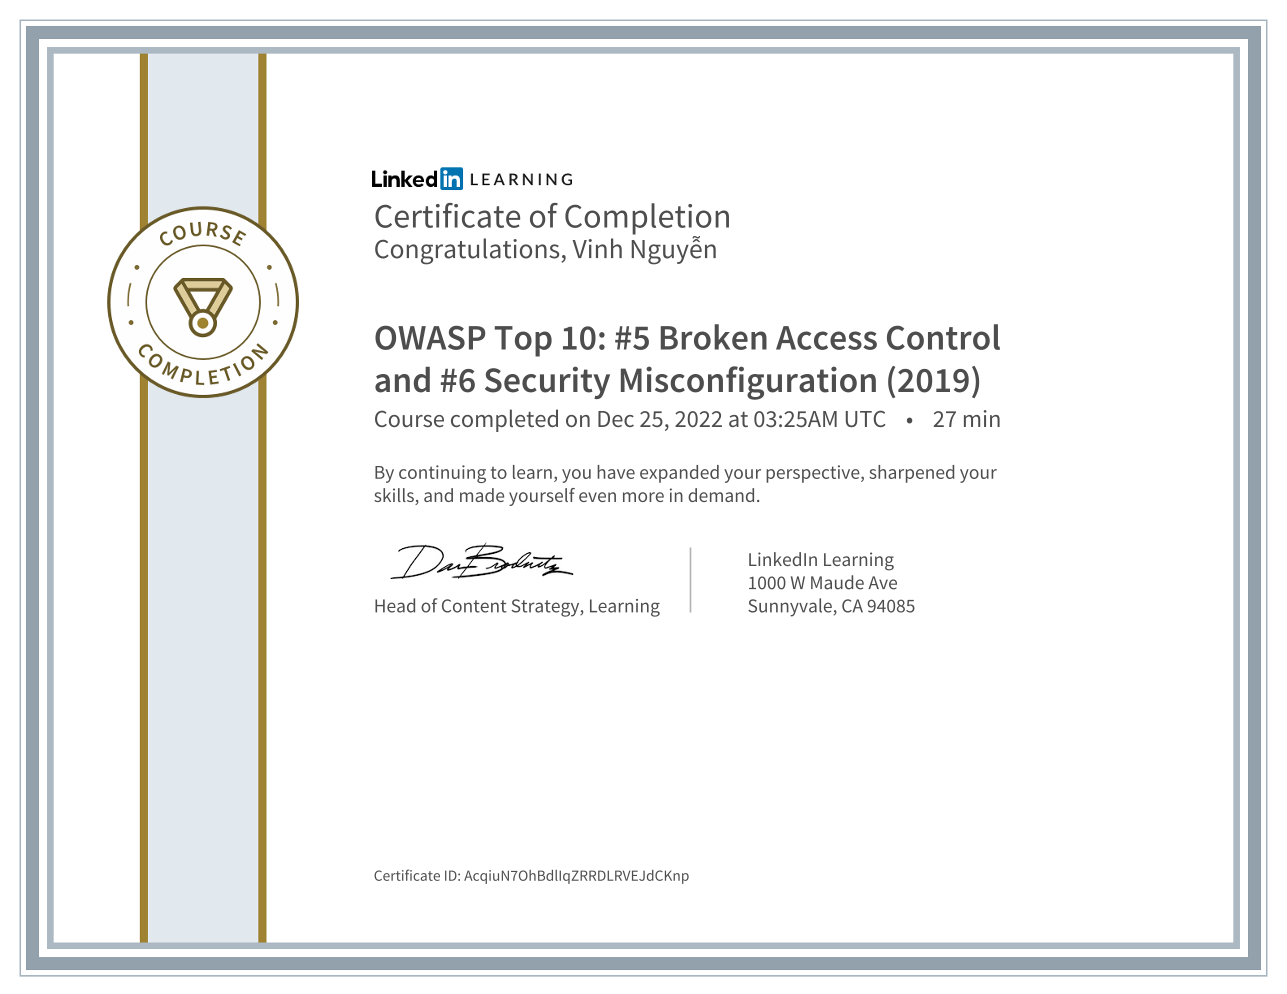 COURSE
COMPLETION
Linked in LEARNING
Certificate of Completion
Congratulations, Vinh Nguyễn
OWASP Top 10: #5 Broken Access Control
and #6 Security Misconfiguration (2019)
Course completed on Dec 25, 2022 at 03:25AM UTC • 27 min
By continuing to learn, you have expanded your perspective, sharpened your
skills, and made yourself even more in demand.
Dan Brodnitz
Head of Content Strategy, Learning
LinkedIn Learning
1000 W Maude Ave
Sunnyvale, CA 94085
Certificate ID: AcqiuN7OhBdlIqZRRDLRVEJdCKnp